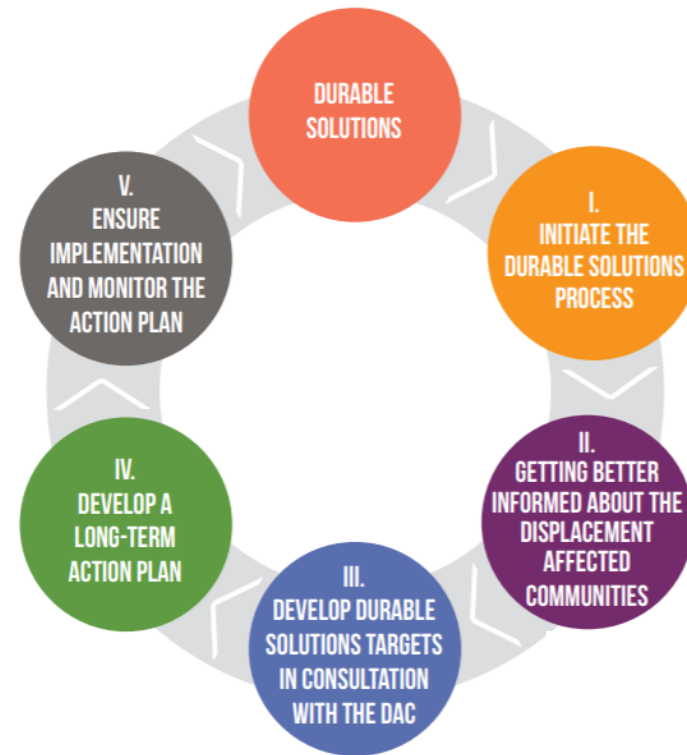 DURABLE
SOLUTIONS
I.
INITIATE THE
DURABLE SOLUTIONS
PROCESS
II.
GETTING BETTER
INFORMED ABOUT THE
DISPLACEMENT
AFFECTED
COMMUNITIES
III.
DEVELOP DURABLE
SOLUTIONS TARGETS
IN CONSULTATION
WITH THE DAC
IV.
DEVELOP A
LONG-TERM
ACTION PLAN
V.
ENSURE
IMPLEMENTATION
AND MONITOR THE
ACTION PLAN